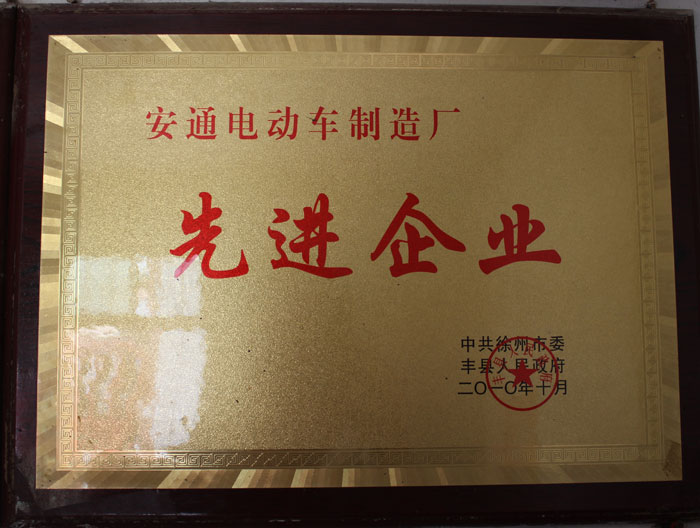 安通电动车制造厂
先进企业
中共徐州市委
丰县人民政府
二〇一〇年十月